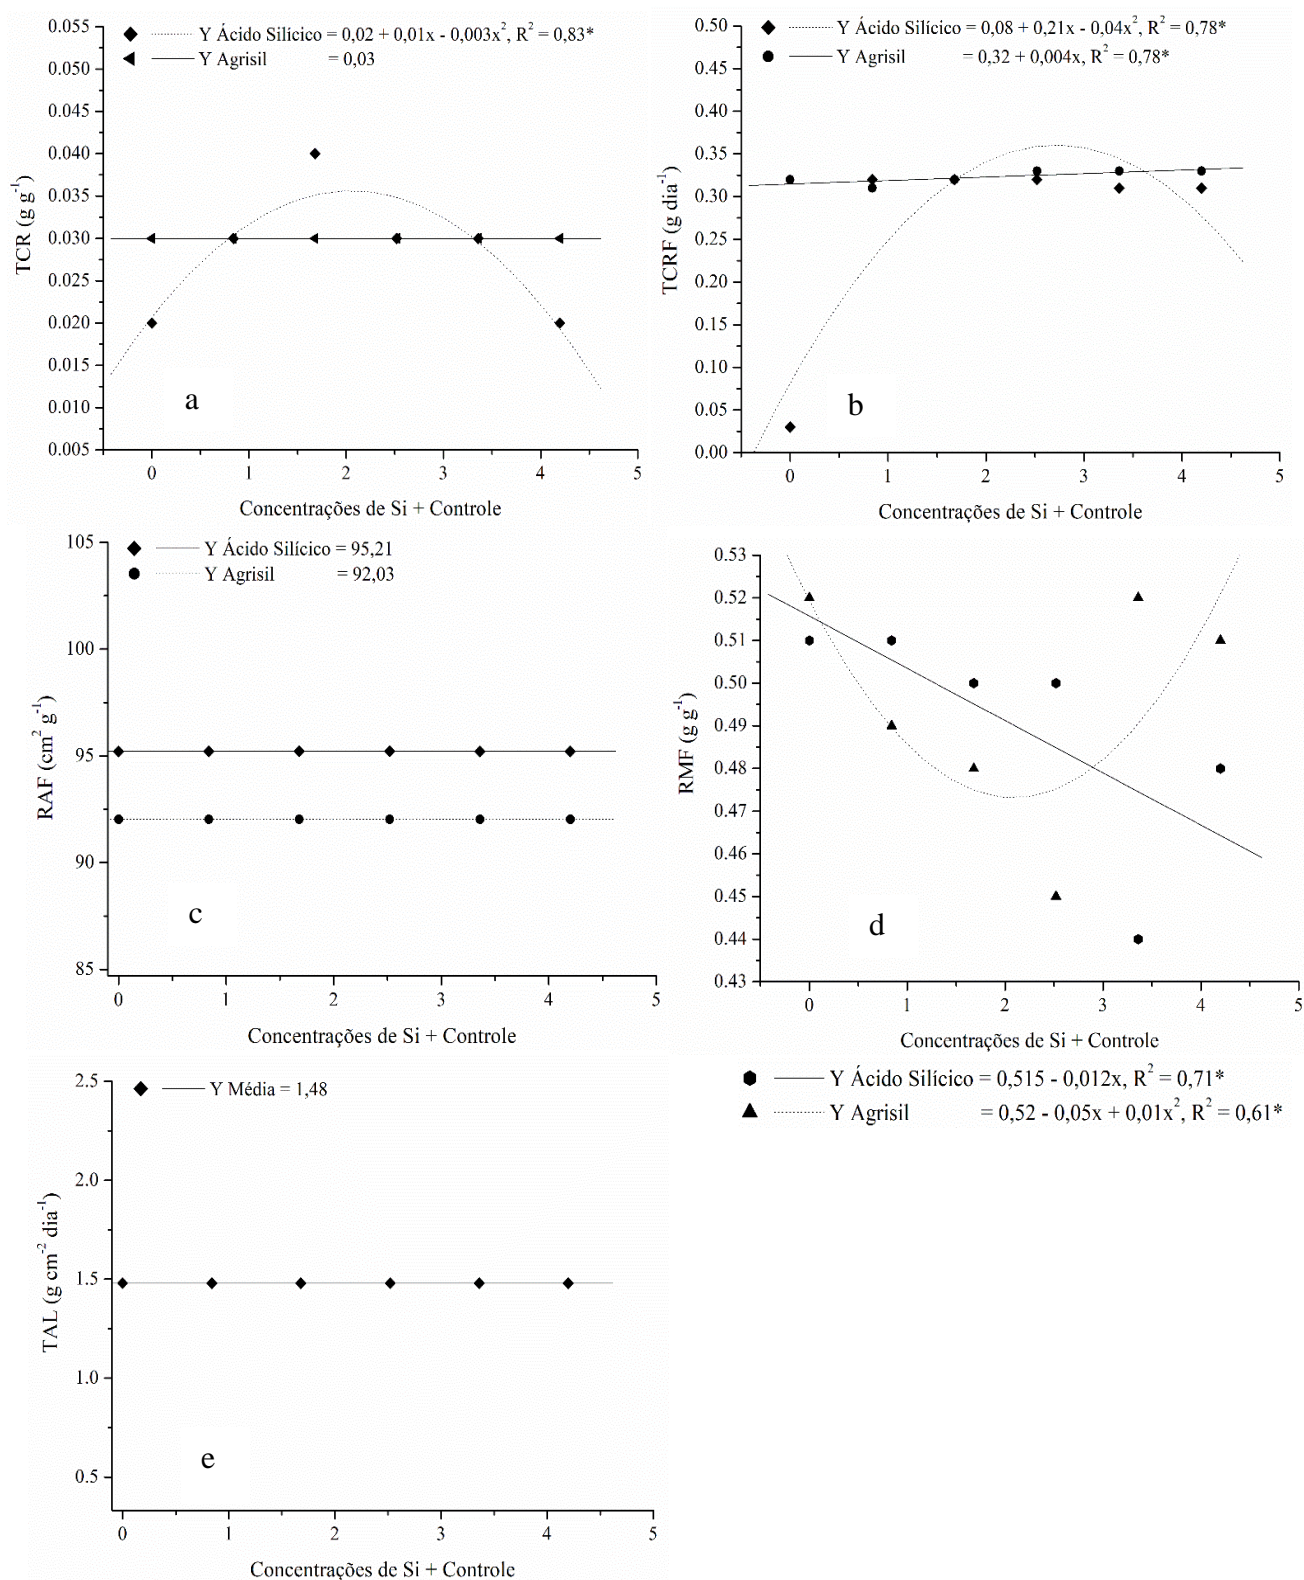 Y Ácido Silícico = 0,02 + 0,01x - 0,003x², R² = 0,83*
Y Agrisil = 0,03
0.055
0.050
0.045
0.040
0.035
0.030
0.025
0.020
0.015
0.010
0.005
TCR (g g⁻¹)
a
0 1 2 3 4 5
Concentrações de Si + Controle
Y Ácido Silícico = 0,08 + 0,21x - 0,04x², R² = 0,78*
Y Agrisil = 0,32 + 0,004x, R² = 0,78*
0.50
0.45
0.40
0.35
0.30
0.25
0.20
0.15
0.10
0.05
0.00
TCRF (g dia⁻¹)
b
0 1 2 3 4 5
Concentrações de Si + Controle
Y Ácido Silícico = 95,21
Y Agrisil = 92,03
105
100
95
90
85
RAF (cm² g⁻¹)
c
0 1 2 3 4 5
Concentrações de Si + Controle
0.53
0.52
0.51
0.50
0.49
0.48
0.47
0.46
0.45
0.44
0.43
RMF (g g⁻¹)
d
0 1 2 3 4 5
Concentrações de Si + Controle
Y Ácido Silícico = 0,515 - 0,012x, R² = 0,71*
Y Agrisil = 0,52 - 0,05x + 0,01x², R² = 0,61*
Y Média = 1,48
2.5
2.0
1.5
1.0
0.5
TAL (g cm⁻² dia⁻¹)
e
0 1 2 3 4 5
Concentrações de Si + Controle